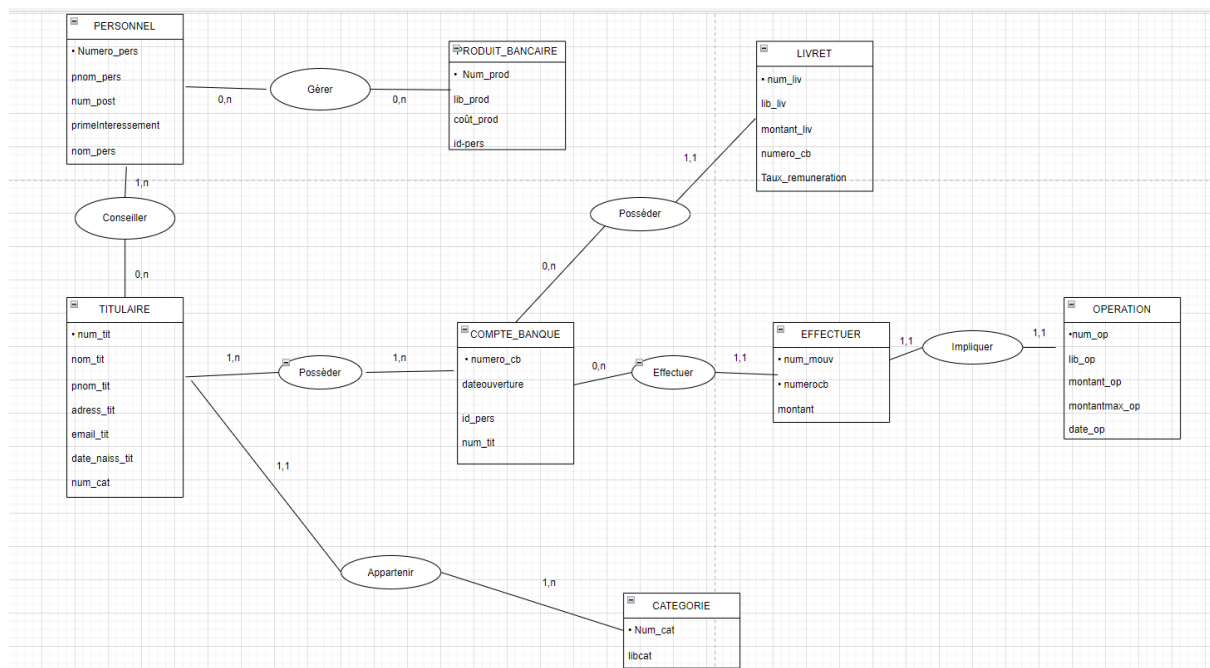 PERSONNEL
• Numero_pers
pnom_pers
num_post
primeInteressement
nom_pers
0,n
Gérer
0,n
PRODUIT_BANCAIRE
• Num_prod
lib_prod
coût_prod
id-pers
LIVRET
• num_liv
lib_liv
montant_liv
numero_cb
Taux_remuneration
1,n
Conseiller
0,n
1,1
Posséder
0,n
TITULAIRE
• num_tit
nom_tit
pnom_tit
adress_tit
email_tit
date_naiss_tit
num_cat
1,n
Possèder
1,n
COMPTE_BANQUE
• numero_cb
dateouverture
id_pers
num_tit
0,n
Effectuer
1,1
EFFECTUER
• num_mouv
• numerocb
montant
1,1
Impliquer
1,1
OPERATION
•num_op
lib_op
montant_op
montantmax_op
date_op
1,1
Appartenir
1,n
CATEGORIE
• Num_cat
libcat